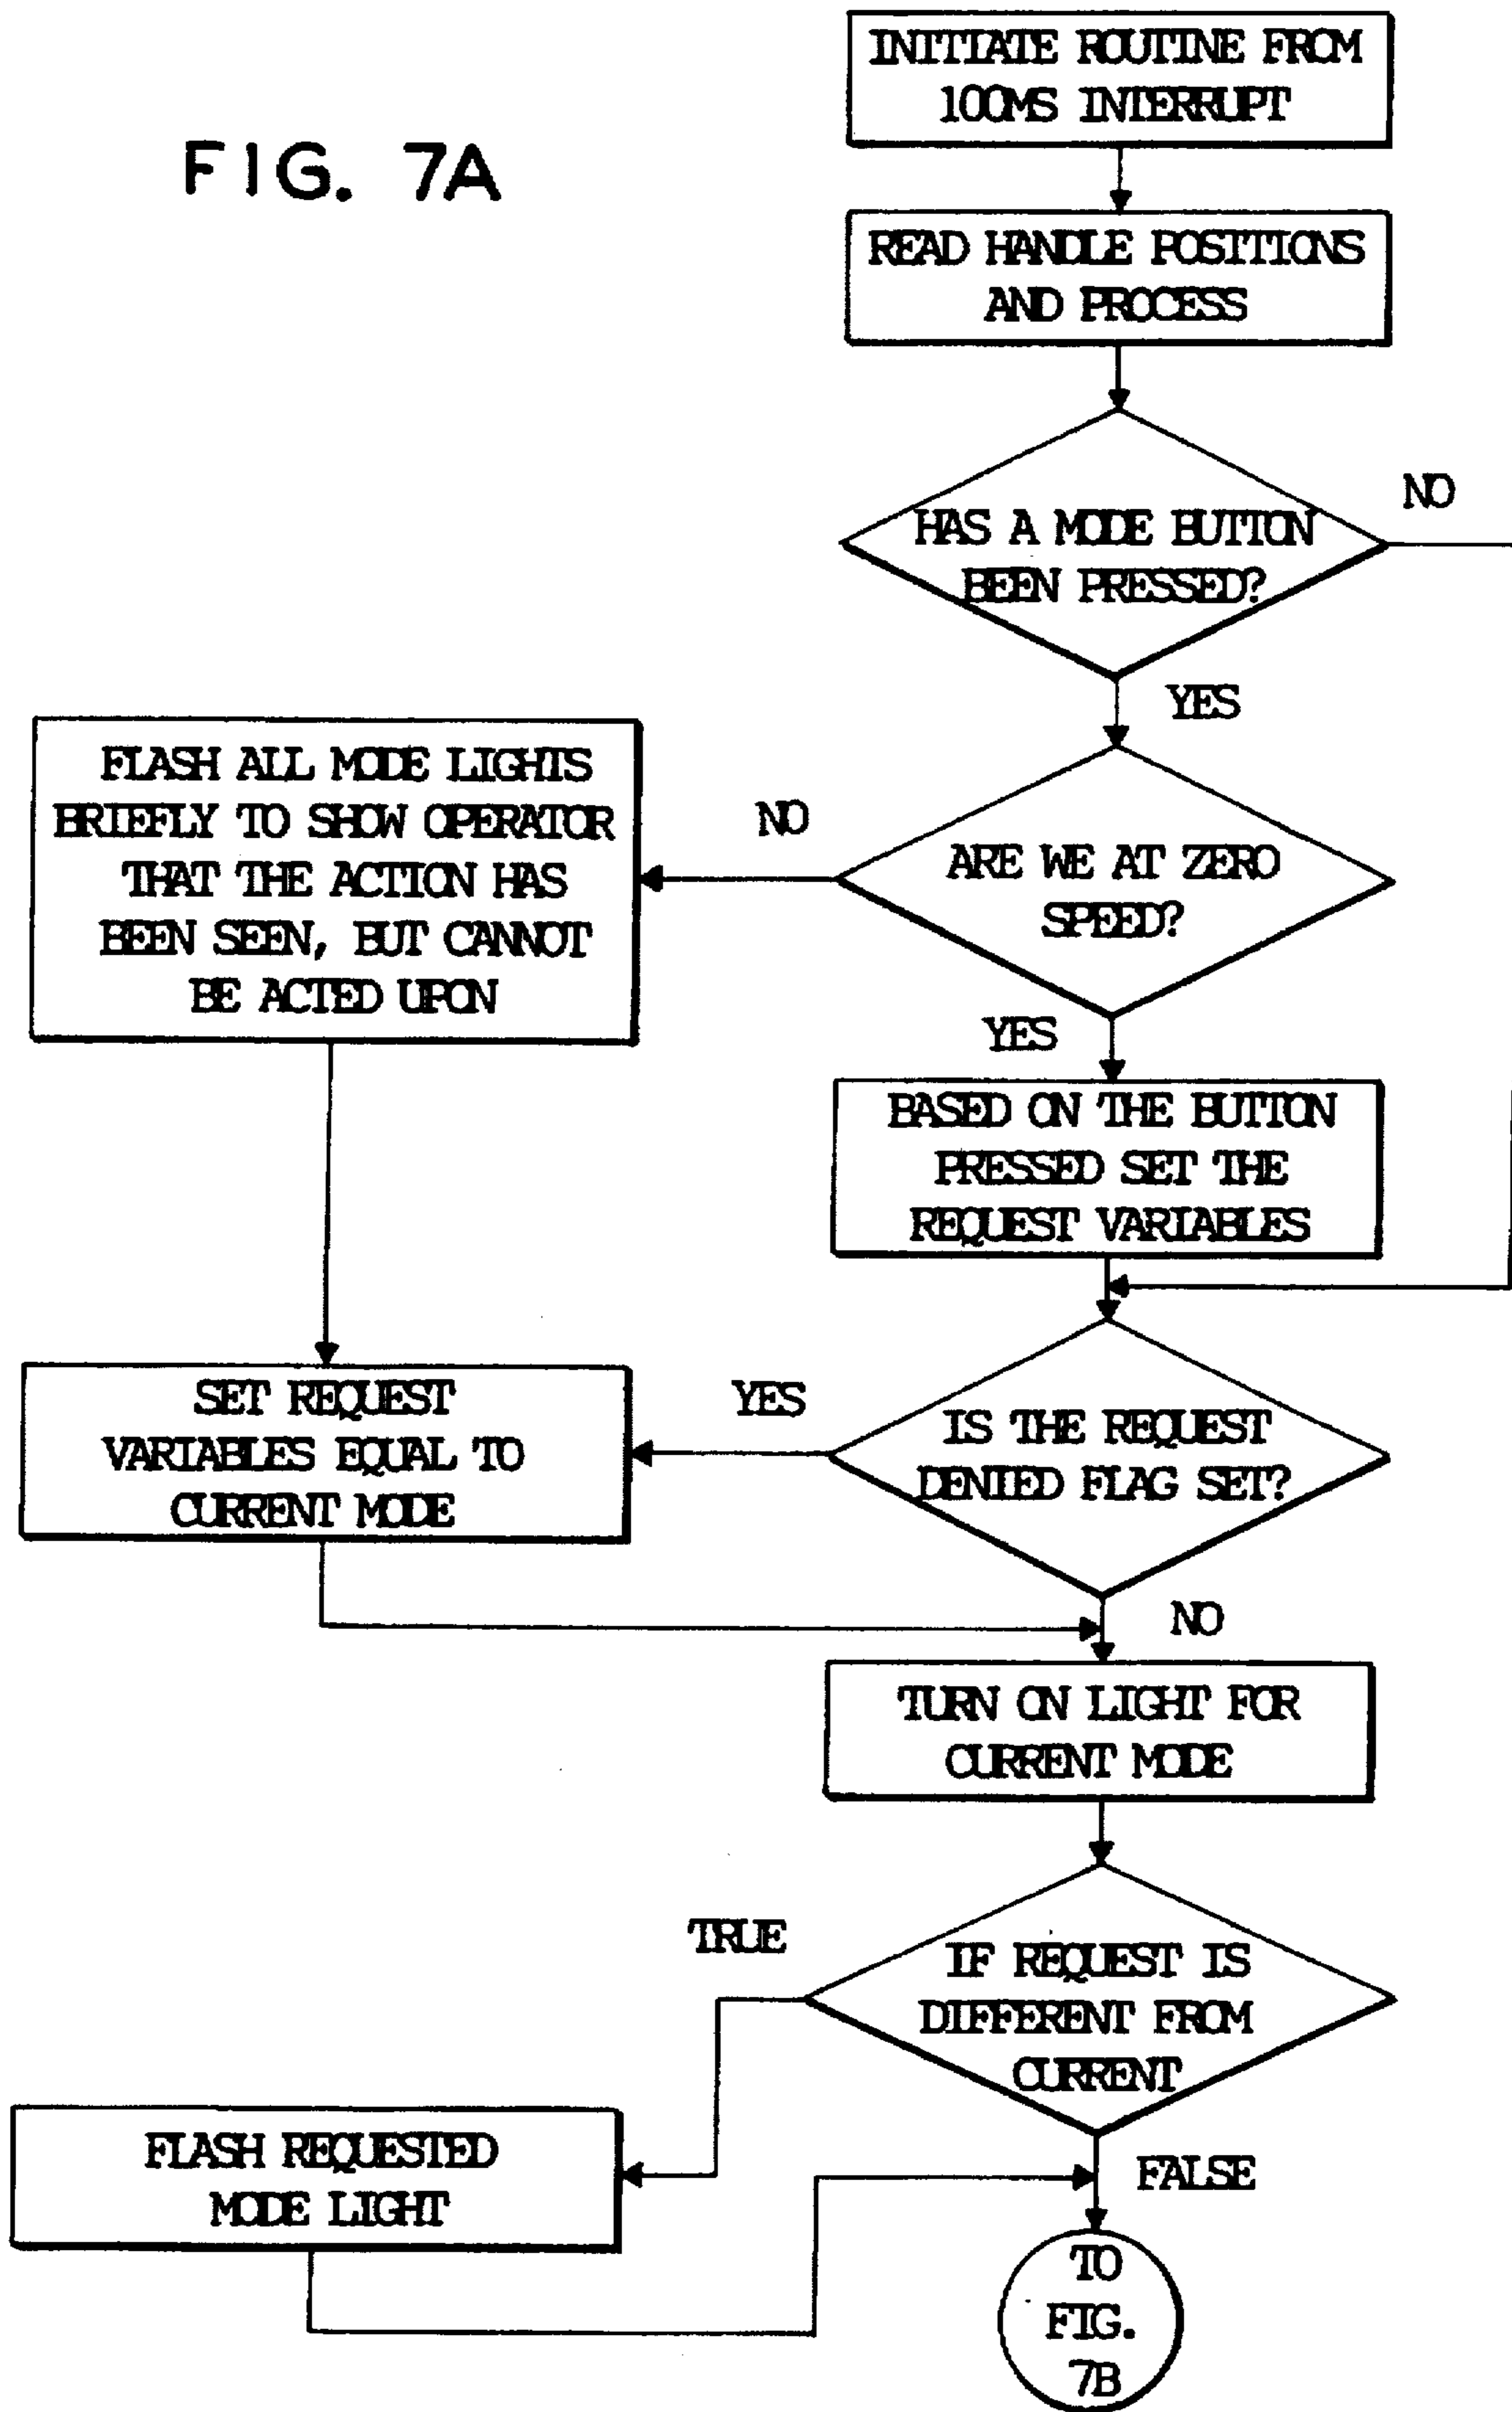 FIG. 7A
INITIATE ROUTINE FROM
100MS INTERRUPT
READ HANDLE POSITIONS
AND PROCESS
HAS A MODE BUTTON
BEEN PRESSED?
NO
YES
FLASH ALL MODE LIGHTS
BRIEFLY TO SHOW OPERATOR
THAT THE ACTION HAS
BEEN SEEN, BUT CANNOT
BE ACTED UPON
NO
ARE WE AT ZERO
SPEED?
YES
BASED ON THE BUTTON
PRESSED SET THE
REQUEST VARIABLES
SET REQUEST
VARIABLES EQUAL TO
CURRENT MODE
YES
IS THE REQUEST
DENIED FLAG SET?
NO
TURN ON LIGHT FOR
CURRENT MODE
TRUE
IF REQUEST IS
DIFFERENT FROM
CURRENT
FLASH REQUESTED
MODE LIGHT
FALSE
TO
FIG.
7B